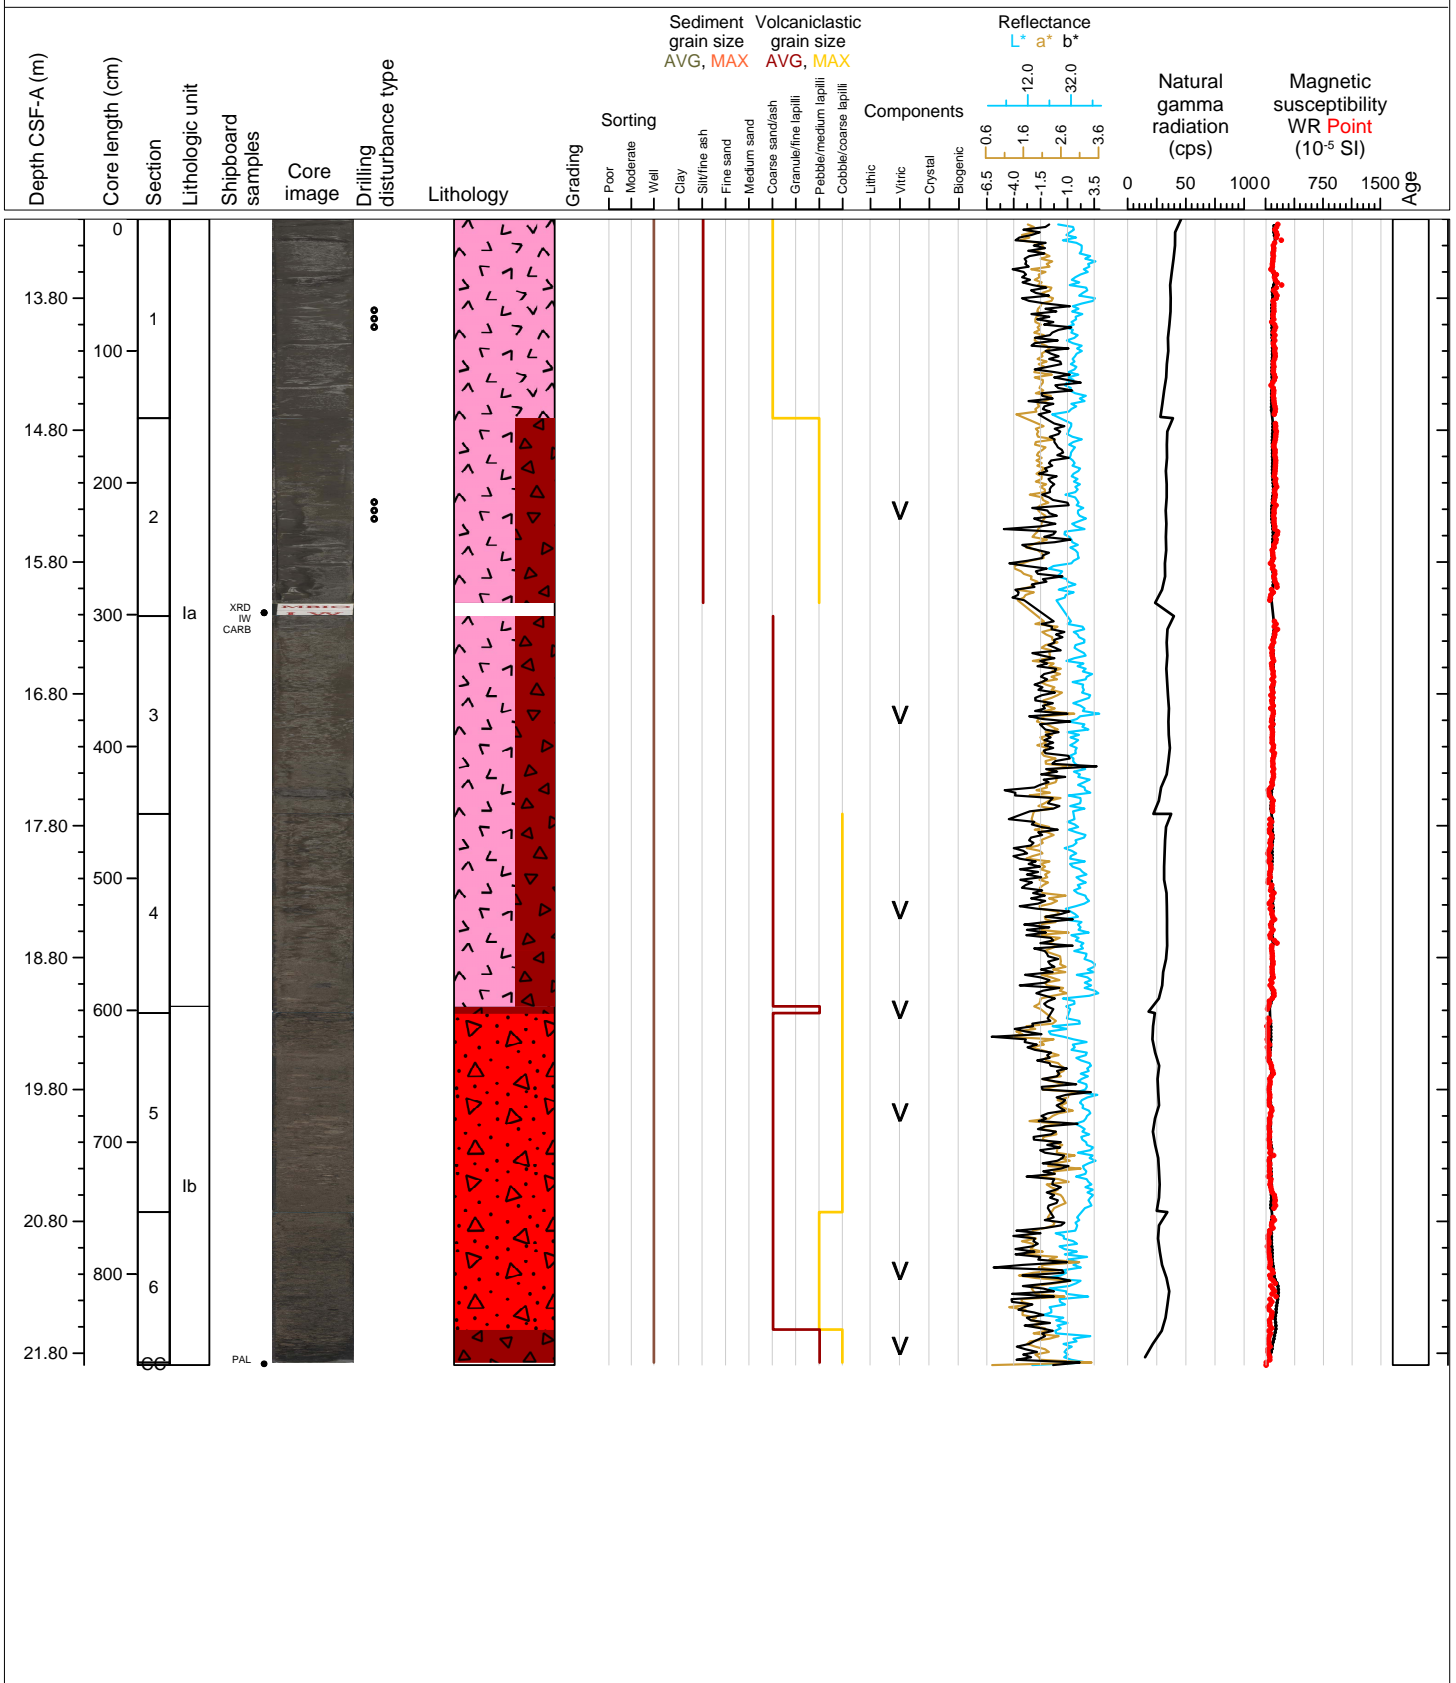 Depth CSF-A (m)
Core length (cm)
Section
Lithologic unit
Shipboard
samples
Core
image
Drilling
disturbance type
Lithology
Grading
Sorting
Poor
Moderate
Well
Sediment
grain size
AVG, MAX
Volcaniclastic
grain size
AVG, MAX
Clay
Silt/fine ash
Fine sand
Medium sand
Coarse sand/ash
Granule/fine lapilli
Pebble/medium lapilli
Cobble/coarse lapilli
Components
Lithic
Vitric
Crystal
Biogenic
Reflectance
L* a* b*
12.0 32.0
0.6 1.6 2.6 3.6
-6.5 -4.0 -1.5 1.0 3.5
Natural
gamma
radiation
(cps)
0 50 100
Magnetic
susceptibility
WR Point
(10⁻⁵ SI)
0 750 1500
Age
0
13.80
1
100
14.80
200
2
V
15.80
Ia
XRD
IW
CARB
MBIO
I W
300
16.80
3
V
400
17.80
500
4
V
18.80
600
V
19.80
5
V
700
Ib
20.80
800
6
V
V
21.80
PAL
CC